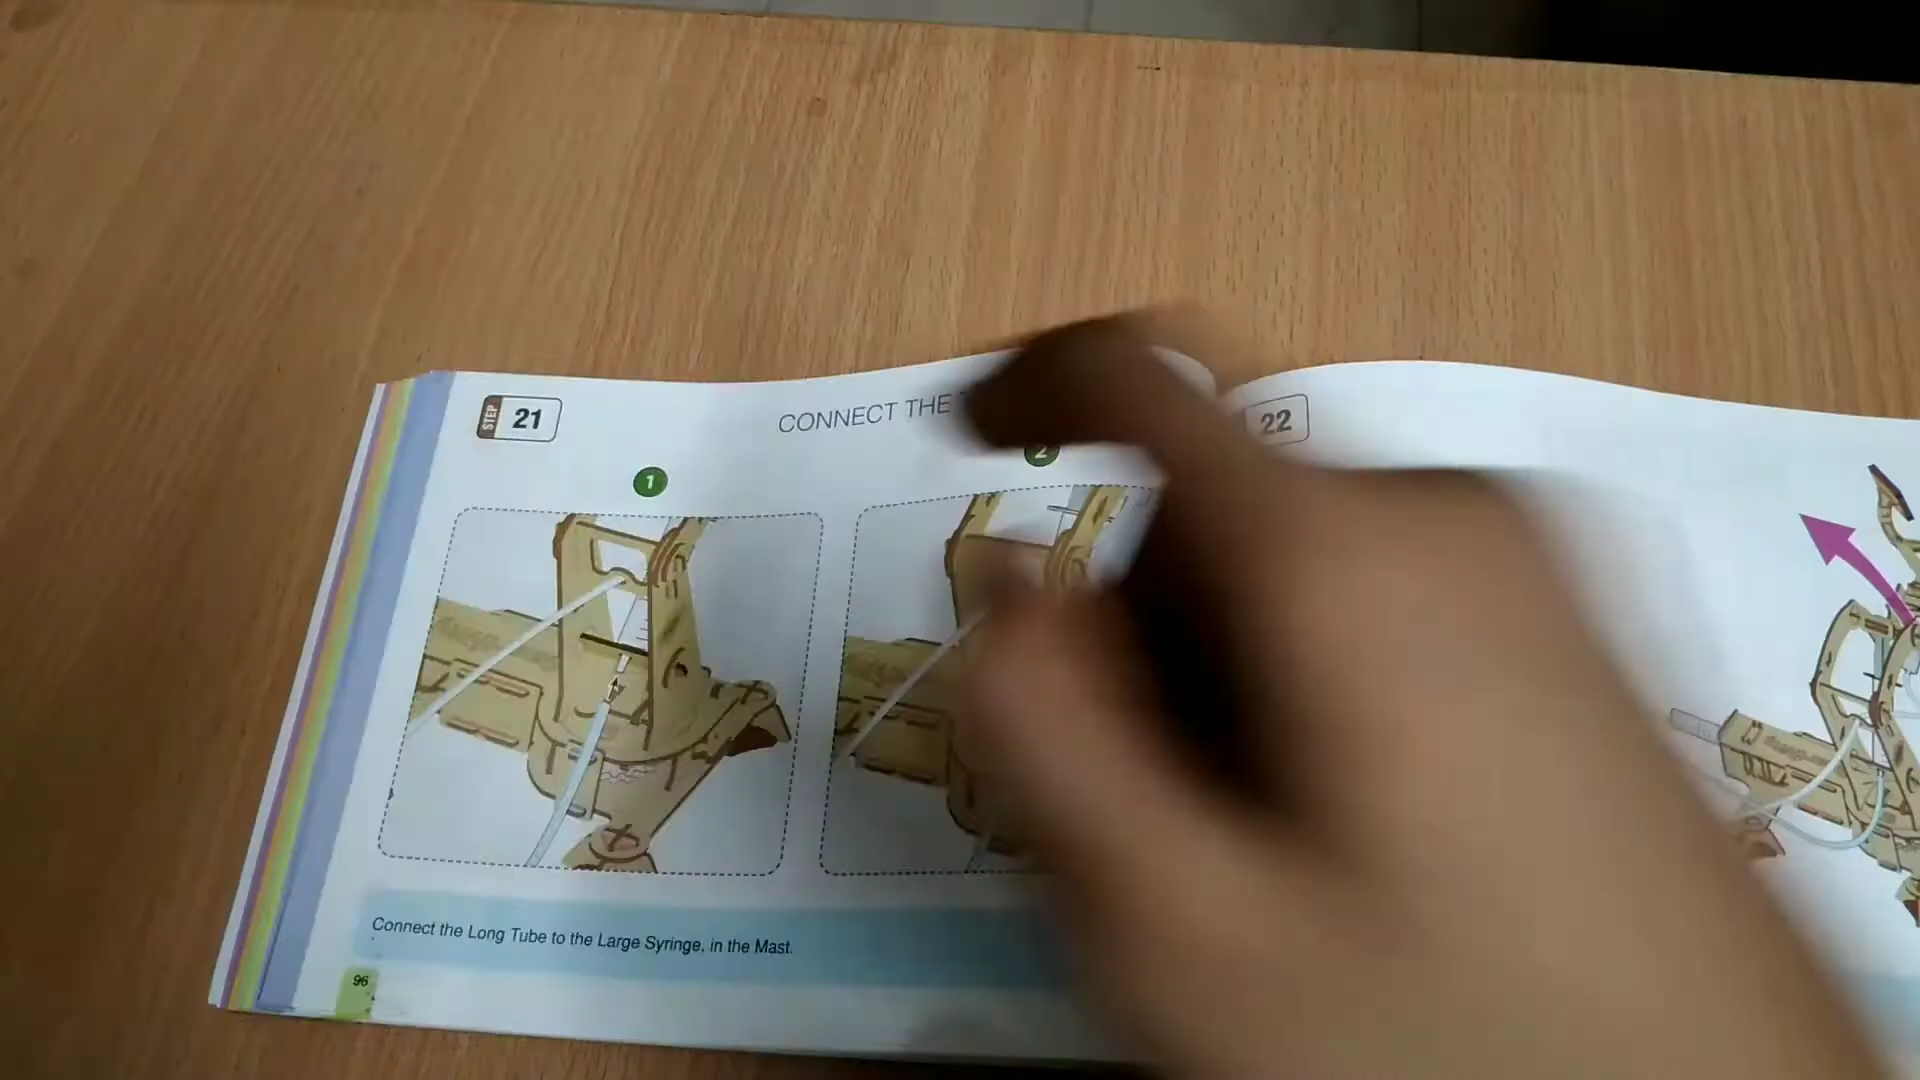 STEP 21
CONNECT THE
22
1
2
Connect the Long Tube to the Large Syringe, in the Mast.
96